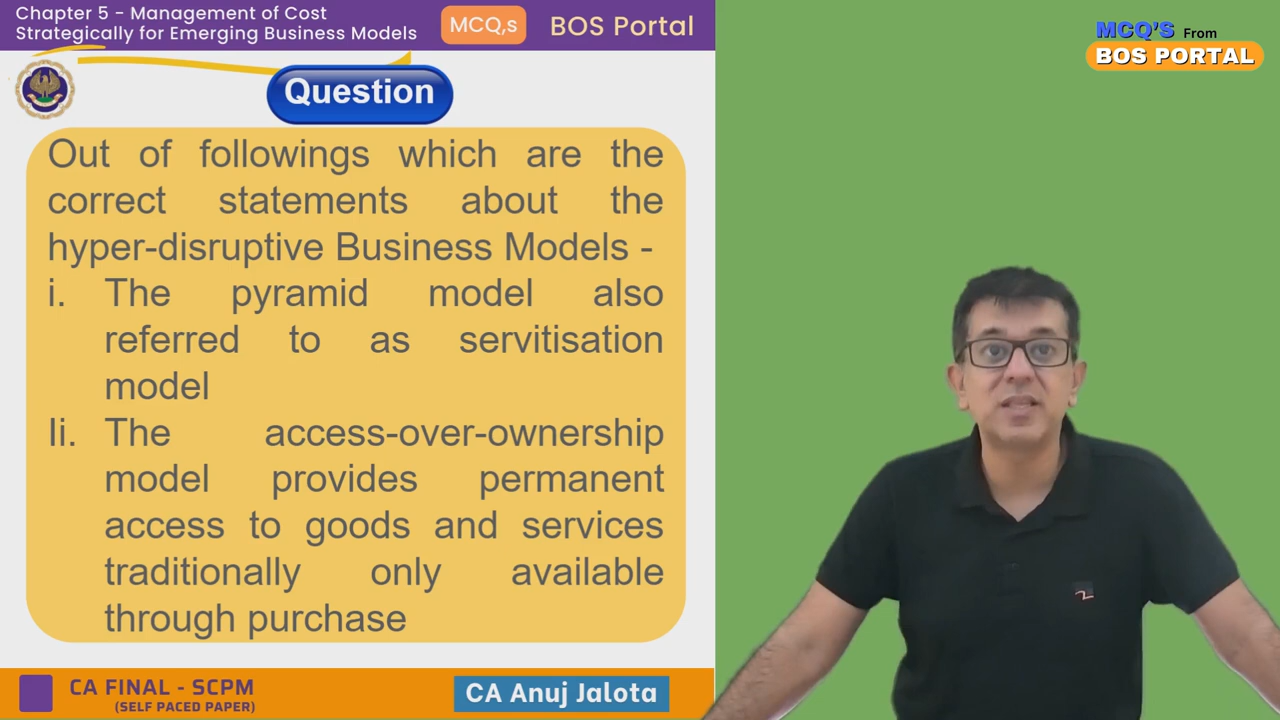 Chapter 5 - Management of Cost
Strategically for Emerging Business Models
MCQ,s
BOS Portal
MCQ'S From
BOS PORTAL
Question
Out of followings which are the
correct statements about the
hyper-disruptive Business Models -
i. The pyramid model also
referred to as servitisation
model
Ii. The access-over-ownership
model provides permanent
access to goods and services
traditionally only available
through purchase
CA FINAL - SCPM
(SELF PACED PAPER)
CA Anuj Jalota